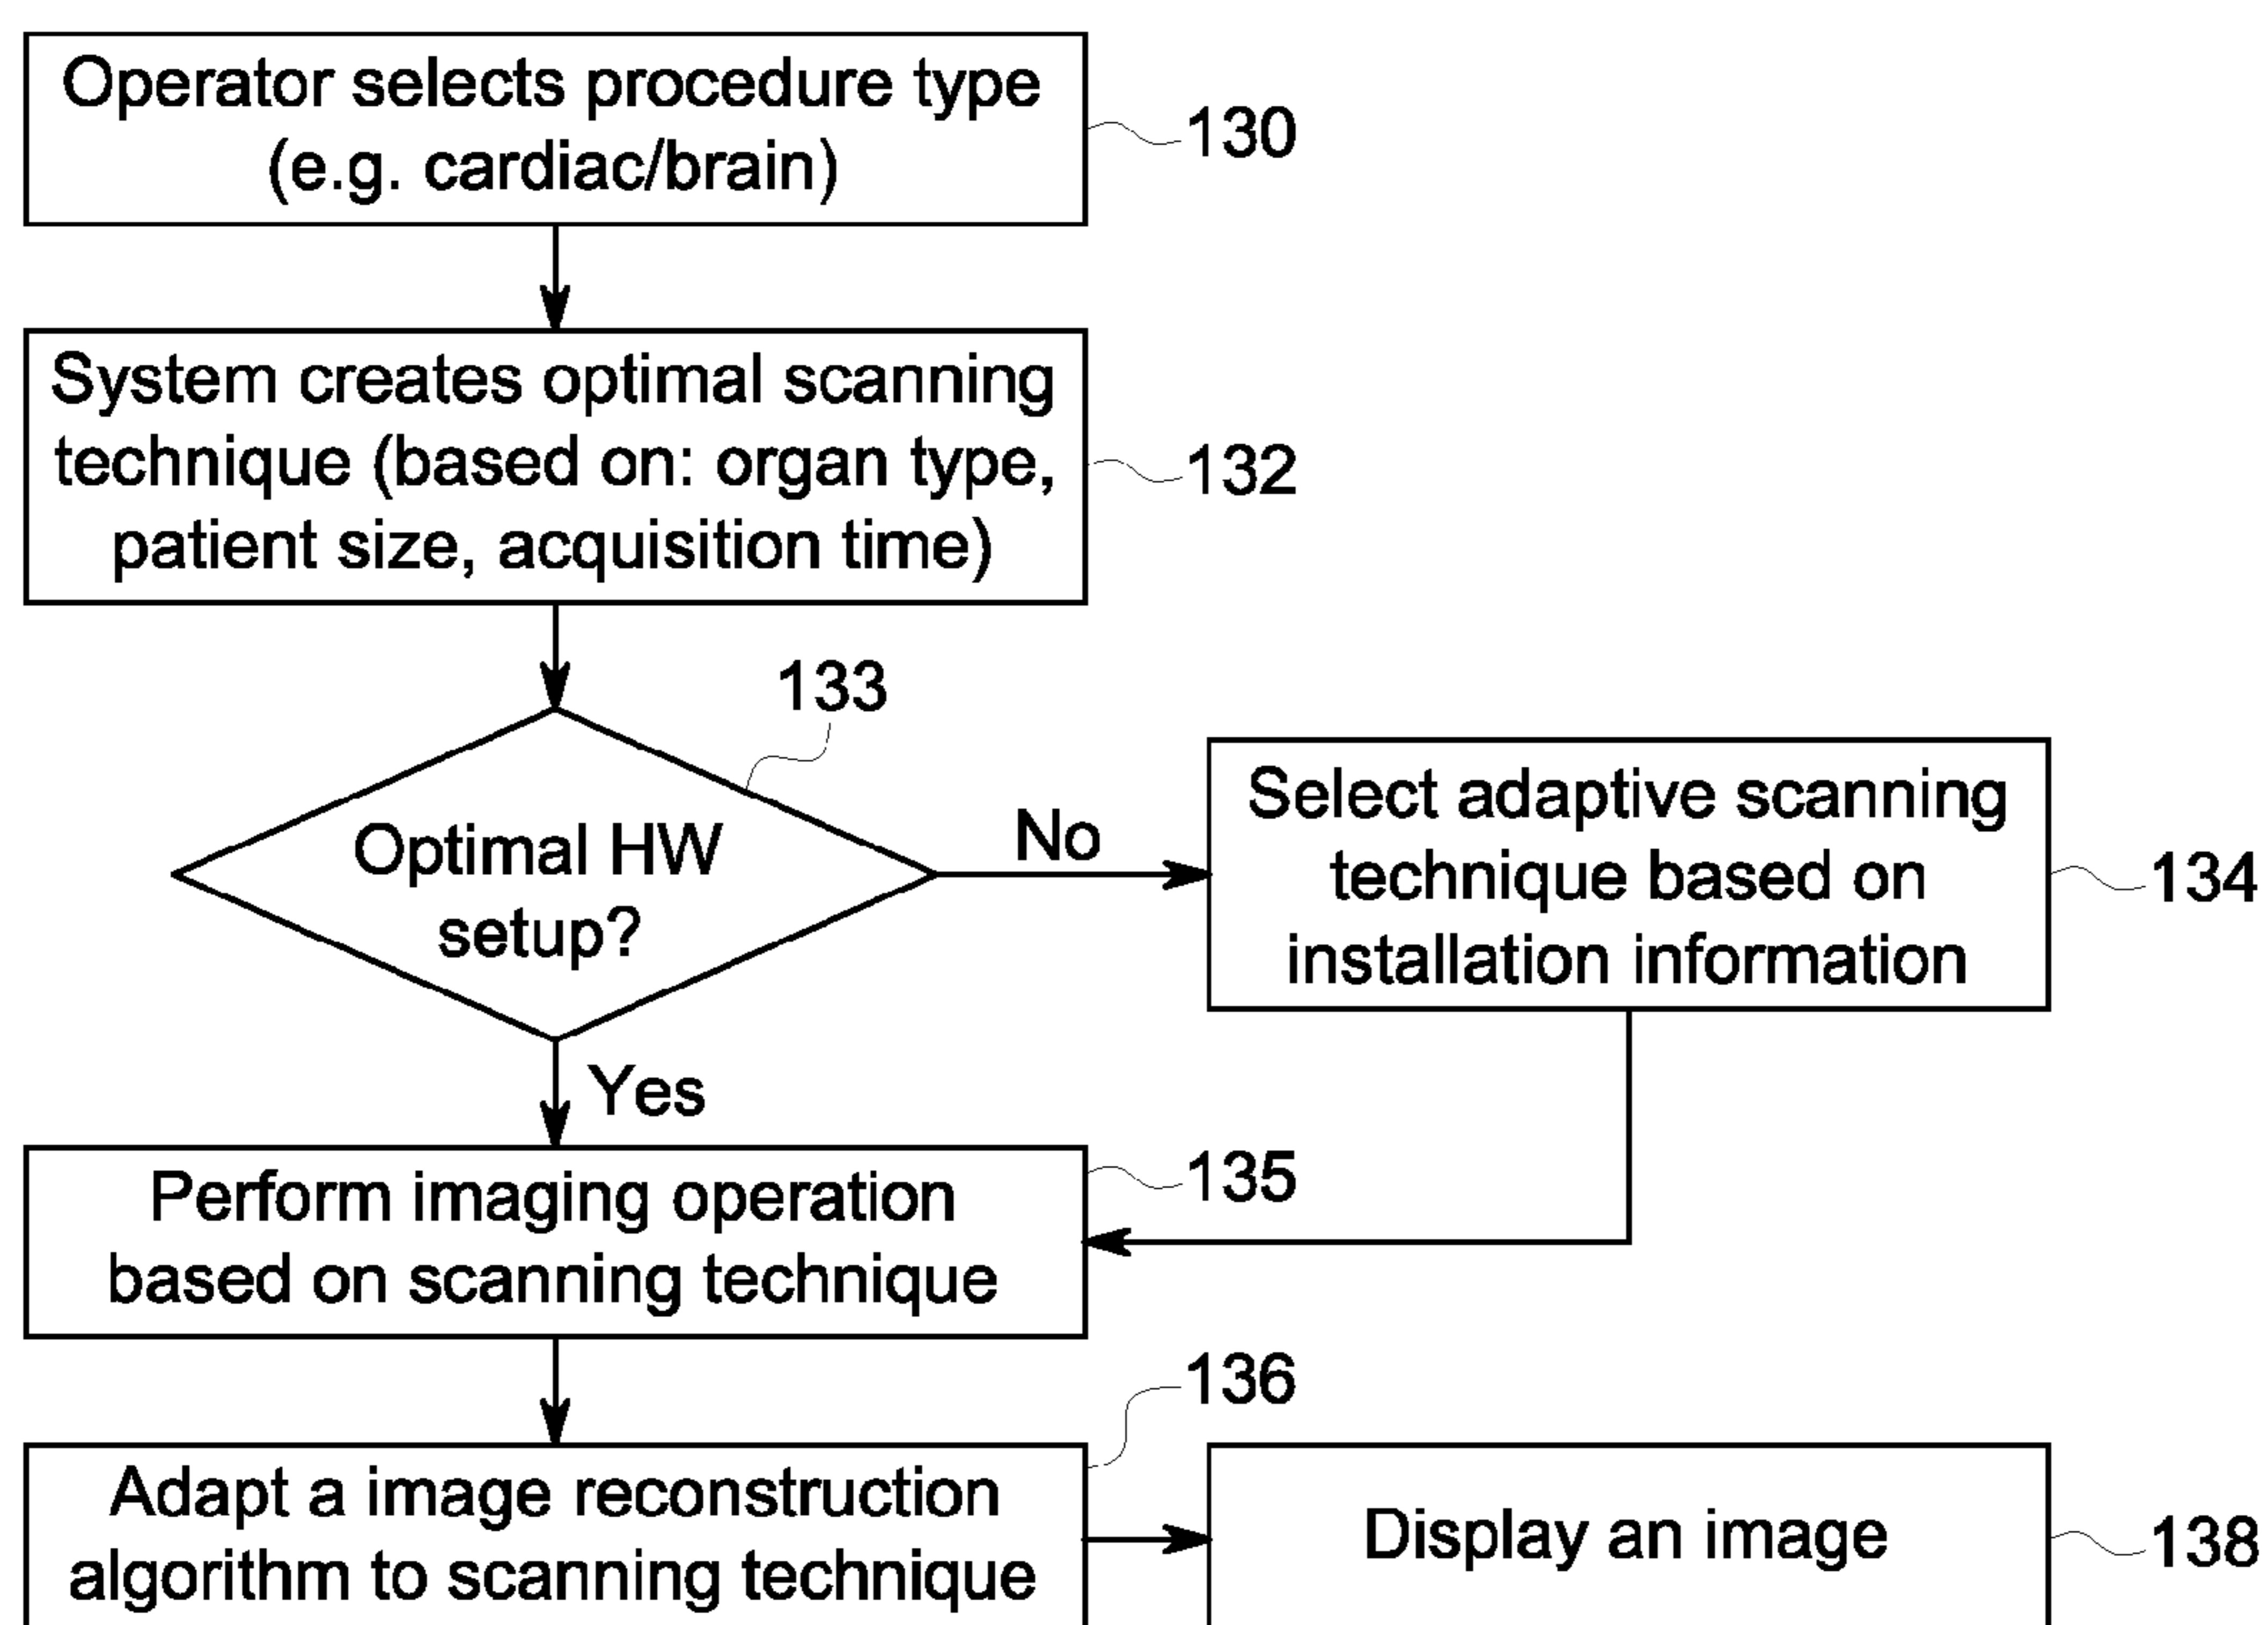 Operator selects procedure type
(e.g. cardiac/brain)
130
System creates optimal scanning
technique (based on: organ type,
patient size, acquisition time)
132
133
Optimal HW
setup?
No
Select adaptive scanning
technique based on
installation information
134
Yes
Perform imaging operation
based on scanning technique
135
136
Adapt a image reconstruction
algorithm to scanning technique
Display an image
138